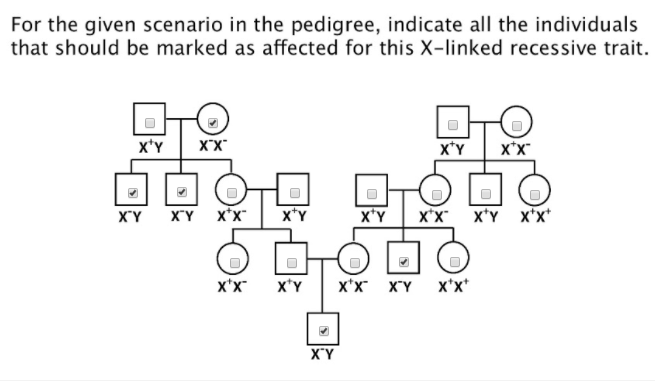 For the given scenario in the pedigree, indicate all the individuals
that should be marked as affected for this X-linked recessive trait.
X⁺Y X⁻X⁻ X⁺Y X⁺X⁻
X⁻Y X⁻Y X⁺X⁻ X⁺Y X⁺Y X⁺X⁻ X⁺Y X⁺X⁺
X⁺X⁻ X⁺Y X⁺X⁻ X⁻Y X⁺X⁺
X⁻Y